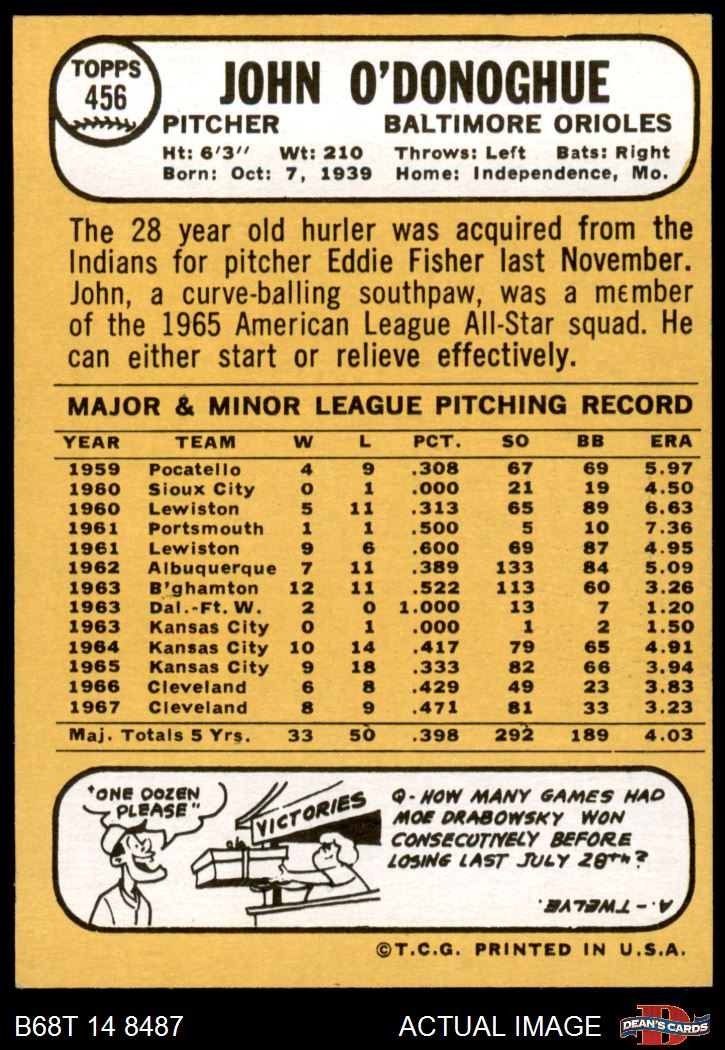 TOPPS
456
JOHN O'DONOGHUE
PITCHER BALTIMORE ORIOLES
Ht: 6'3'' Wt: 210 Throws: Left Bats: Right
Born: Oct: 7, 1939 Home: Independence, Mo.
The 28 year old hurler was acquired from the
Indians for pitcher Eddie Fisher last November.
John, a curve-balling southpaw, was a member
of the 1965 American League All-Star squad. He
can either start or relieve effectively.
MAJOR & MINOR LEAGUE PITCHING RECORD
YEAR TEAM W L PCT. SO BB ERA
1959 Pocatello 4 9 .308 67 69 5.97
1960 Sioux City 0 1 .000 21 19 4.50
1960 Lewiston 5 11 .313 65 89 6.63
1961 Portsmouth 1 1 .500 5 10 7.36
1961 Lewiston 9 6 .600 69 87 4.95
1962 Albuquerque 7 11 .389 133 84 5.09
1963 B'ghamton 12 11 .522 113 60 3.26
1963 Dal.-Ft. W. 2 0 1.000 13 7 1.20
1963 Kansas City 0 1 .000 1 2 1.50
1964 Kansas City 10 14 .417 79 65 4.91
1965 Kansas City 9 18 .333 82 66 3.94
1966 Cleveland 6 8 .429 49 23 3.83
1967 Cleveland 8 9 .471 81 33 3.23
Maj. Totals 5 Yrs. 33 50 .398 292 189 4.03
"ONE DOZEN
PLEASE"
VICTORIES
Q- HOW MANY GAMES HAD
MOE DRABOWSKY WON
CONSECUTIVELY BEFORE
LOSING LAST JULY 28TH?
A.- TWELVE.
©T.C.G. PRINTED IN U.S.A.
B68T 14 8487 ACTUAL IMAGE
D
DEAN'S CARDS